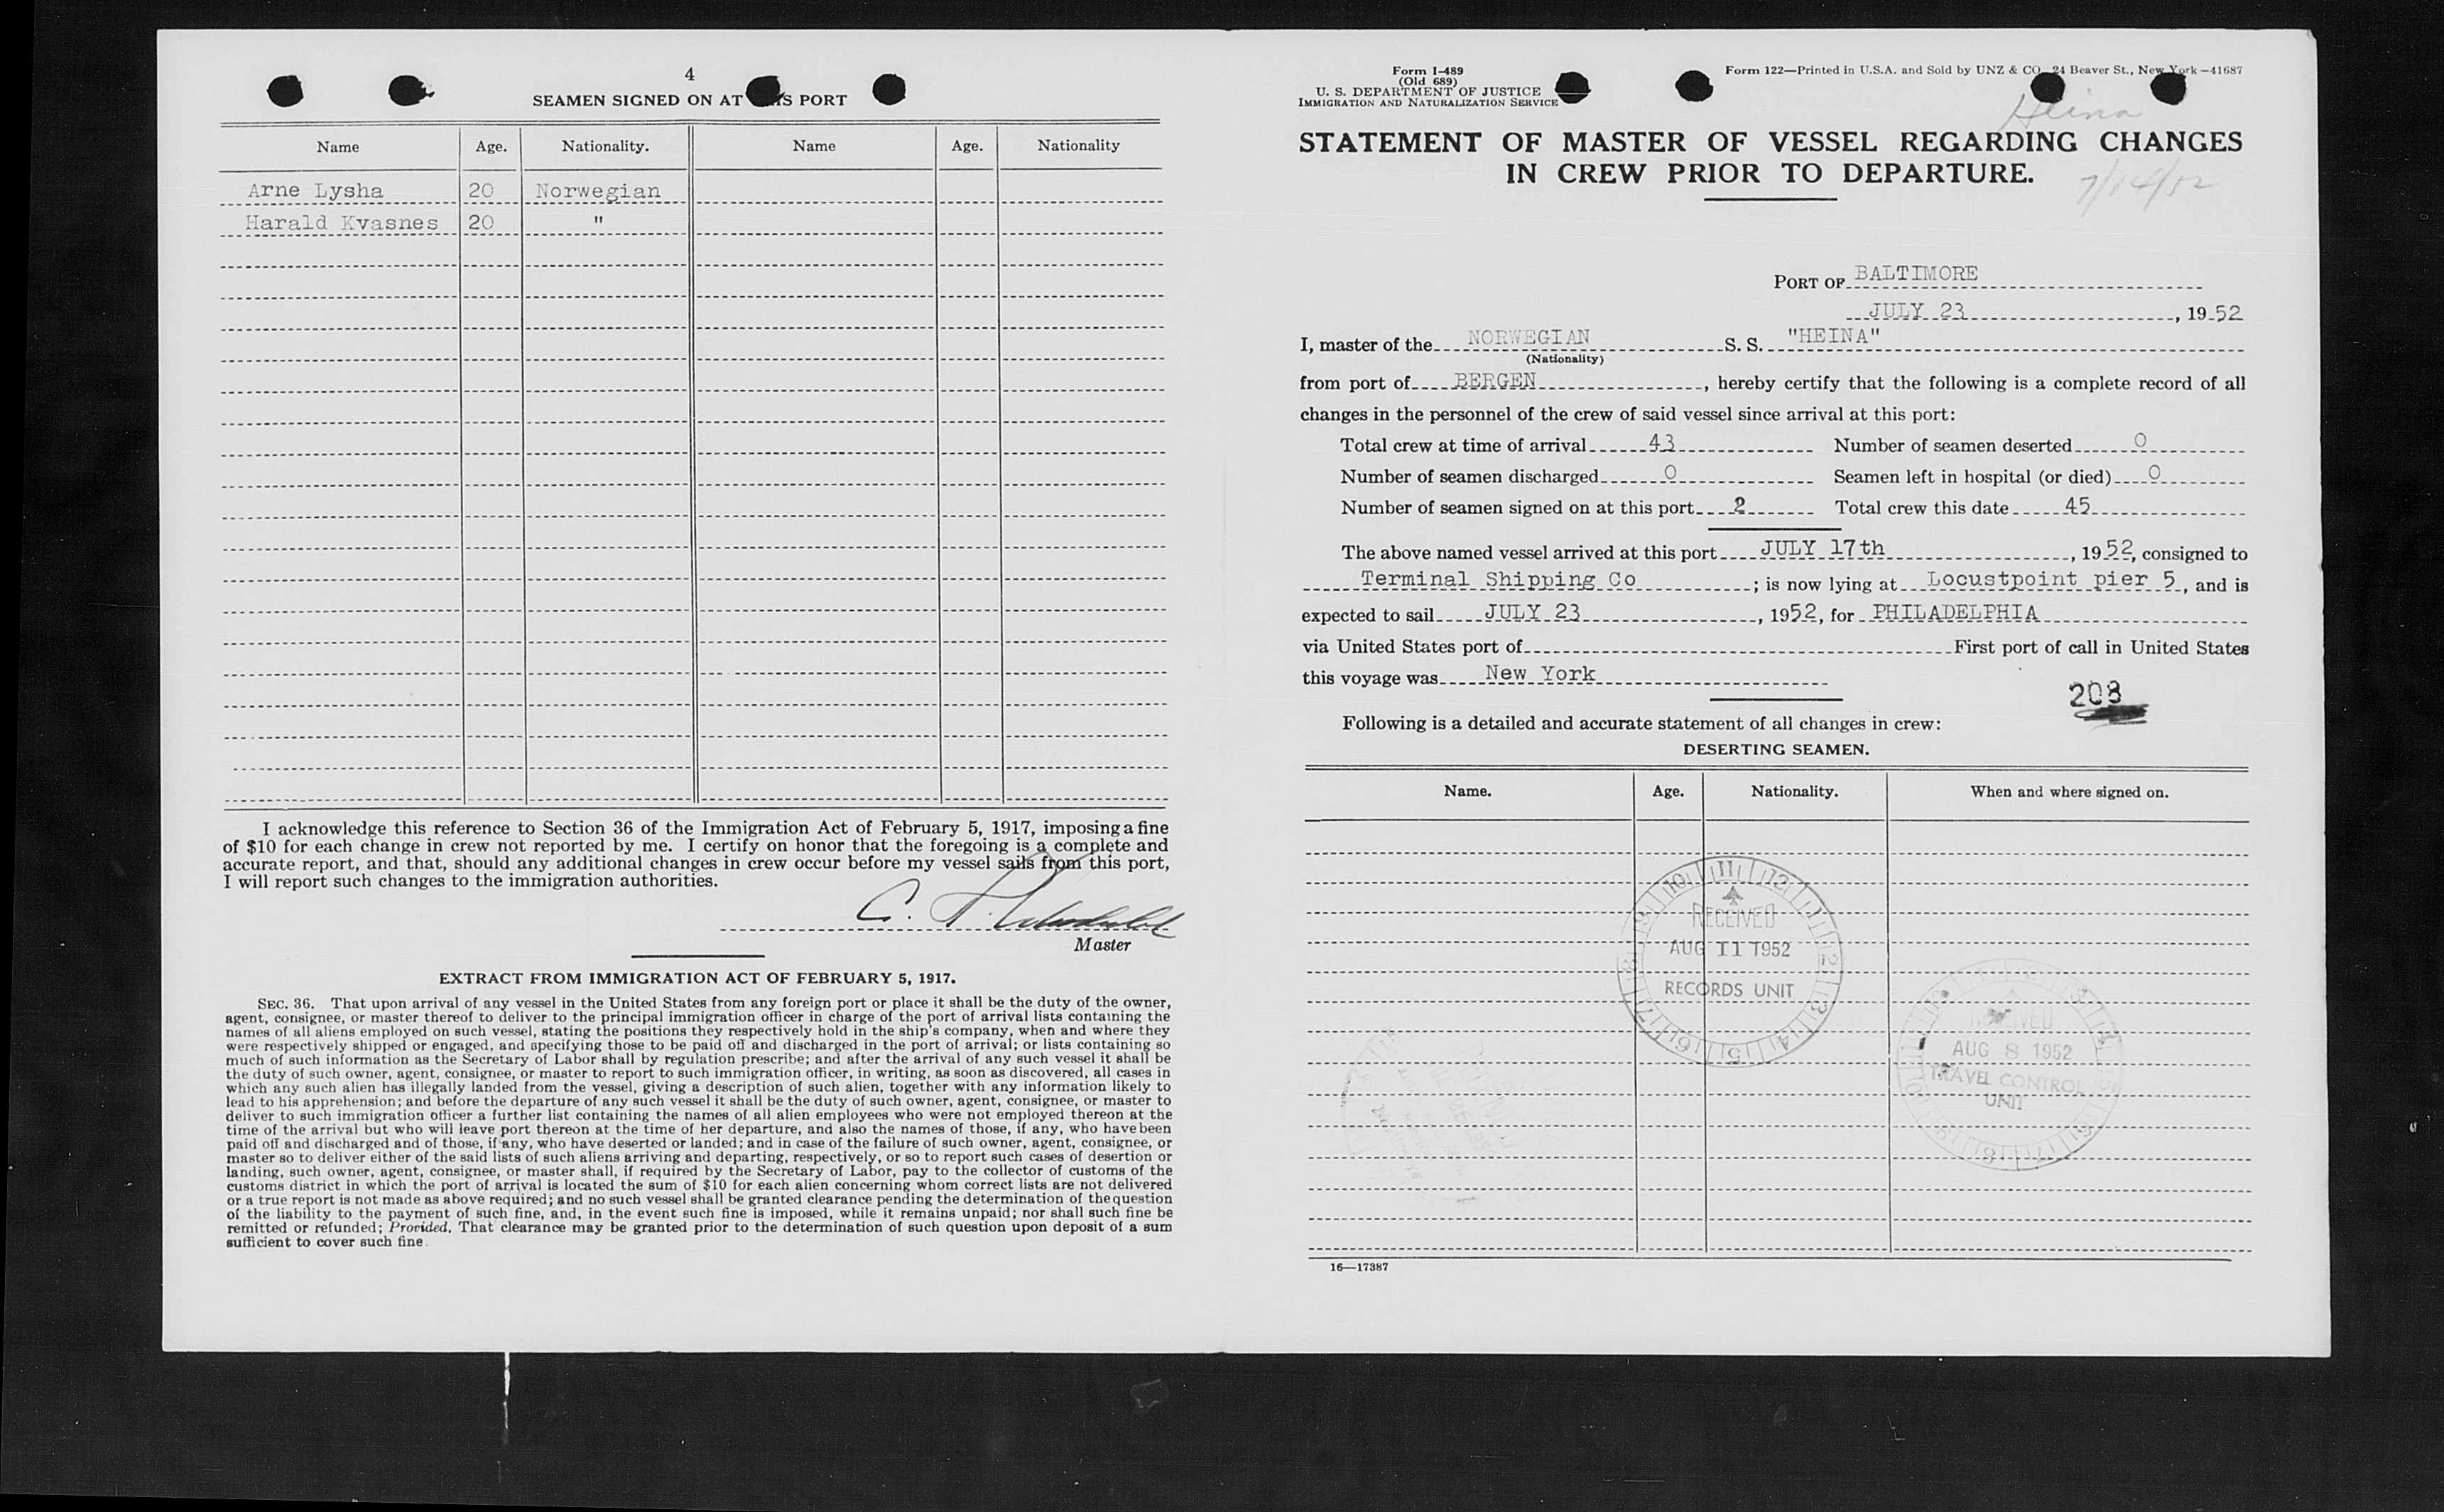 4
SEAMEN SIGNED ON AT THIS PORT
Name Age. Nationality. Name Age. Nationality
Arne Lysha 20 Norwegian
Harald Kvasnes 20 "
I acknowledge this reference to Section 36 of the Immigration Act of February 5, 1917, imposing a fine
of $10 for each change in crew not reported by me. I certify on honor that the foregoing is a complete and
accurate report, and that, should any additional changes in crew occur before my vessel sails from this port,
I will report such changes to the immigration authorities.
Master
EXTRACT FROM IMMIGRATION ACT OF FEBRUARY 5, 1917.
SEC. 36. That upon arrival of any vessel in the United States from any foreign port or place it shall be the duty of the owner,
agent, consignee, or master thereof to deliver to the principal immigration officer in charge of the port of arrival lists containing the
names of all aliens employed on such vessel, stating the positions they respectively hold in the ship's company, when and where they
were respectively shipped or engaged, and specifying those to be paid off and discharged in the port of arrival; or lists containing so
much of such information as the Secretary of Labor shall by regulation prescribe; and after the arrival of any such vessel it shall be
the duty of such owner, agent, consignee, or master to report to such immigration officer, in writing, as soon as discovered, all cases in
which any such alien has illegally landed from the vessel, giving a description of such alien, together with any information likely to
lead to his apprehension; and before the departure of any such vessel it shall be the duty of such owner, agent, consignee, or master to
deliver to such immigration officer a further list containing the names of all alien employees who were not employed thereon at the
time of the arrival but who will leave port thereon at the time of her departure, and also the names of those, if any, who have been
paid off and discharged and of those, if any, who have deserted or landed; and in case of the failure of such owner, agent, consignee, or
master so to deliver either of the said lists of such aliens arriving and departing, respectively, or so to report such cases of desertion or
landing, such owner, agent, consignee, or master shall, if required by the Secretary of Labor, pay to the collector of customs of the
customs district in which the port of arrival is located the sum of $10 for each alien concerning whom correct lists are not delivered
or a true report is not made as above required; and no such vessel shall be granted clearance pending the determination of the question
of the liability to the payment of such fine, and, in the event such fine is imposed, while it remains unpaid; nor shall such fine be
remitted or refunded; Provided, That clearance may be granted prior to the determination of such question upon deposit of a sum
sufficient to cover such fine.
Form I-489
(Old 689)
U. S. DEPARTMENT OF JUSTICE
IMMIGRATION AND NATURALIZATION SERVICE
Form 122—Printed in U.S.A. and Sold by UNZ & CO. 24 Beaver St., New York—41687
Heina
STATEMENT OF MASTER OF VESSEL REGARDING CHANGES
IN CREW PRIOR TO DEPARTURE.
7/14/52
PORT OF BALTIMORE
JULY 23, 1952
I, master of the NORWEGIAN S. S. "HEINA"
(Nationality)
from port of BERGEN, hereby certify that the following is a complete record of all
changes in the personnel of the crew of said vessel since arrival at this port:
Total crew at time of arrival 43 Number of seamen deserted 0
Number of seamen discharged 0 Seamen left in hospital (or died) 0
Number of seamen signed on at this port 2 Total crew this date 45
The above named vessel arrived at this port JULY 17th, 1952, consigned to
Terminal Shipping Co; is now lying at Locustpoint pier 5, and is
expected to sail JULY 23, 1952, for PHILADELPHIA
via United States port of First port of call in United States
this voyage was New York
208
Following is a detailed and accurate statement of all changes in crew:
DESERTING SEAMEN.
Name. Age. Nationality. When and where signed on.
RECEIVED
AUG 11 1952
RECORDS UNIT
RECEIVED
AUG 8 1952
TRAVEL CONTROL
UNIT
16—17387